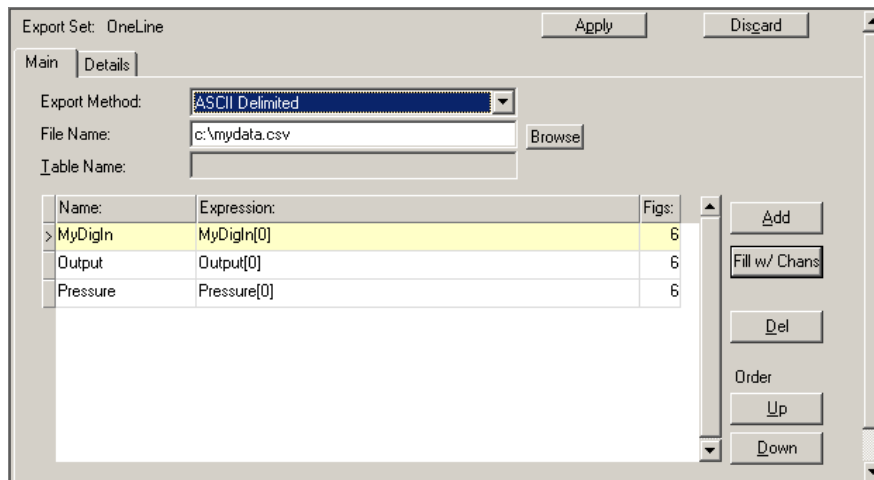 Export Set: OneLine
Apply
Discard
Main
Details
Export Method:
ASCII Delimited
File Name:
c:\mydata.csv
Browse
Table Name:
Name:
Expression:
Figs:
> MyDigIn
MyDigIn[0]
6
Output
Output[0]
6
Pressure
Pressure[0]
6
Add
Fill w/ Chans
Del
Order
Up
Down